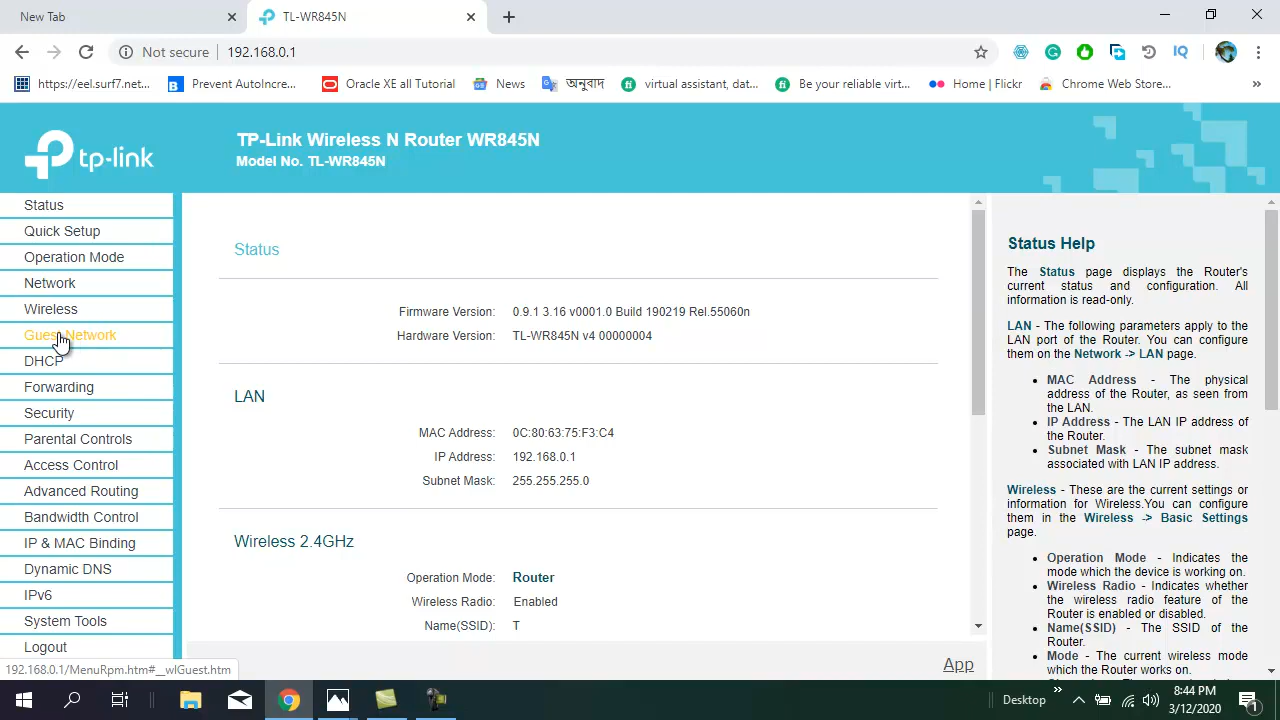 New Tab
TL-WR845N
Not secure
192.168.0.1
IQ
https://eel.surf7.net...
Prevent AutoIncre...
Oracle XE all Tutorial
News
অনুবাদ
virtual assistant, dat...
Be your reliable vir...
Home | Flickr
Chrome Web Store...
»
tp-link
TP-Link Wireless N Router WR845N
Model No. TL-WR845N
Status
Quick Setup
Operation Mode
Network
Wireless
Guest Network
DHCP
Forwarding
Security
Parental Controls
Access Control
Advanced Routing
Bandwidth Control
IP & MAC Binding
Dynamic DNS
IPv6
System Tools
Logout
192.168.0.1/MenuRpm.htm#__wlGuest.htm
Status
Firmware Version: 0.9.1 3.16 v0001.0 Build 190219 Rel.55060n
Hardware Version: TL-WR845N v4 00000004
LAN
MAC Address: 0C:80:63:75:F3:C4
IP Address: 192.168.0.1
Subnet Mask: 255.255.255.0
Wireless 2.4GHz
Operation Mode: Router
Wireless Radio: Enabled
Name(SSID): T
App
Status Help
The Status page displays the Router's
current status and configuration. All
information is read-only.
LAN - The following parameters apply to the
LAN port of the Router. You can configure
them on the Network -> LAN page.
• MAC Address - The physical
address of the Router, as seen from
the LAN.
• IP Address - The LAN IP address of
the Router.
• Subnet Mask - The subnet mask
associated with LAN IP address.
Wireless - These are the current settings or
information for Wireless.You can configure
them in the Wireless -> Basic Settings
page.
• Operation Mode - Indicates the
mode which the device is working on.
• Wireless Radio - Indicates whether
the wireless radio feature of the
Router is enabled or disabled.
• Name(SSID) - The SSID of the
Router.
• Mode - The current wireless mode
which the Router works on.
Desktop
»
8:44 PM
3/12/2020
1